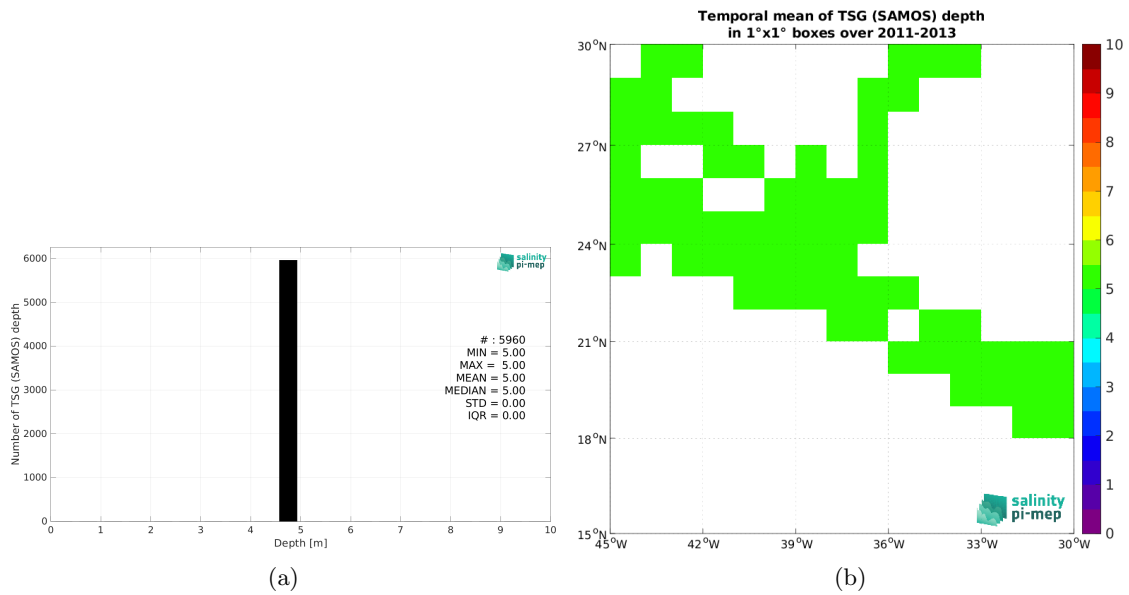 Number of TSG (SAMOS) depth
6000
5000
4000
3000
2000
1000
0
0 1 2 3 4 5 6 7 8 9 10
Depth [m]
salinity
pi-mep
# : 5960
MIN = 5.00
MAX = 5.00
MEAN = 5.00
MEDIAN = 5.00
STD = 0.00
IQR = 0.00
(a)
Temporal mean of TSG (SAMOS) depth
in 1°x1° boxes over 2011-2013
30°N
27°N
24°N
21°N
18°N
15°N
45°W 42°W 39°W 36°W 33°W 30°W
salinity
pi-mep
10
9
8
7
6
5
4
3
2
1
0
(b)